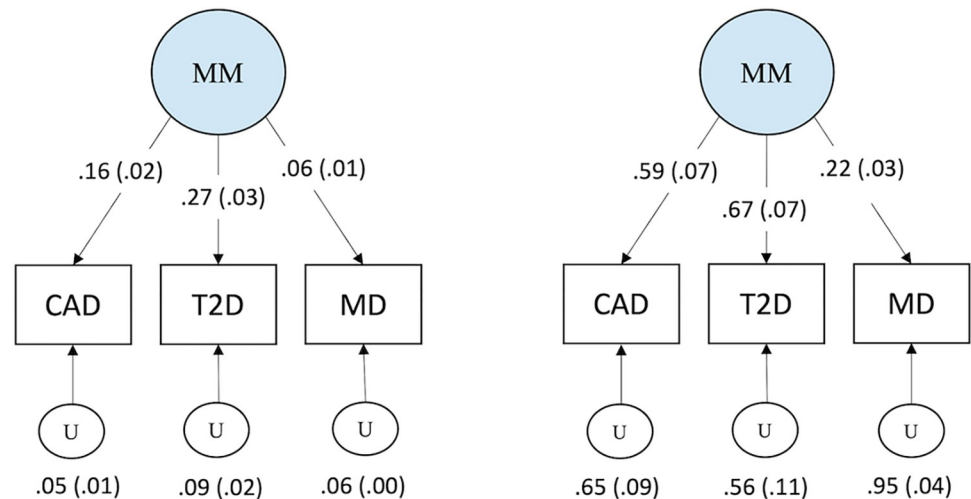 MM
.16 (.02)
.27 (.03)
.06 (.01)
CAD
T2D
MD
U
U
U
.05 (.01)
.09 (.02)
.06 (.00)
MM
.59 (.07)
.67 (.07)
.22 (.03)
CAD
T2D
MD
U
U
U
.65 (.09)
.56 (.11)
.95 (.04)